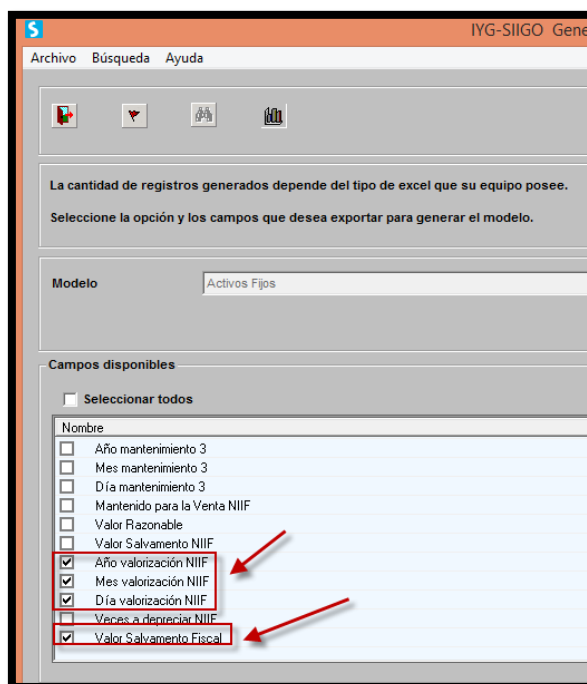 S
IYG-SIIGO Gene
Archivo Búsqueda Ayuda
La cantidad de registros generados depende del tipo de excel que su equipo posee.
Seleccione la opción y los campos que desea exportar para generar el modelo.
Modelo
Activos Fijos
Campos disponibles
Seleccionar todos
Nombre
Año mantenimiento 3
Mes mantenimiento 3
Día mantenimiento 3
Mantenido para la Venta NIIF
Valor Razonable
Valor Salvamento NIIF
Año valorización NIIF
Mes valorización NIIF
Día valorización NIIF
Veces a depreciar NIIF
Valor Salvamento Fiscal